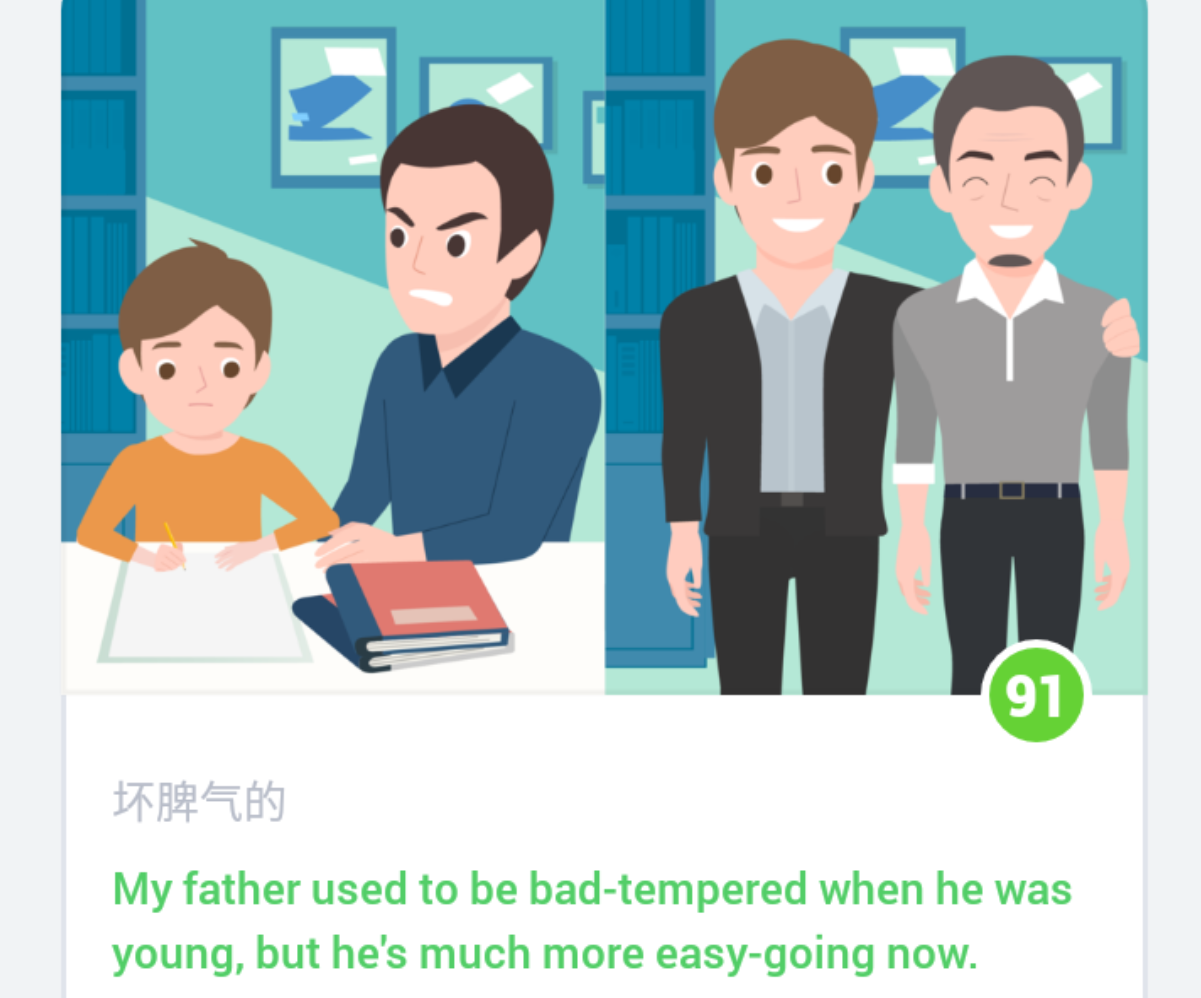 91
坏脾气的
My father used to be bad-tempered when he was
young, but he's much more easy-going now.